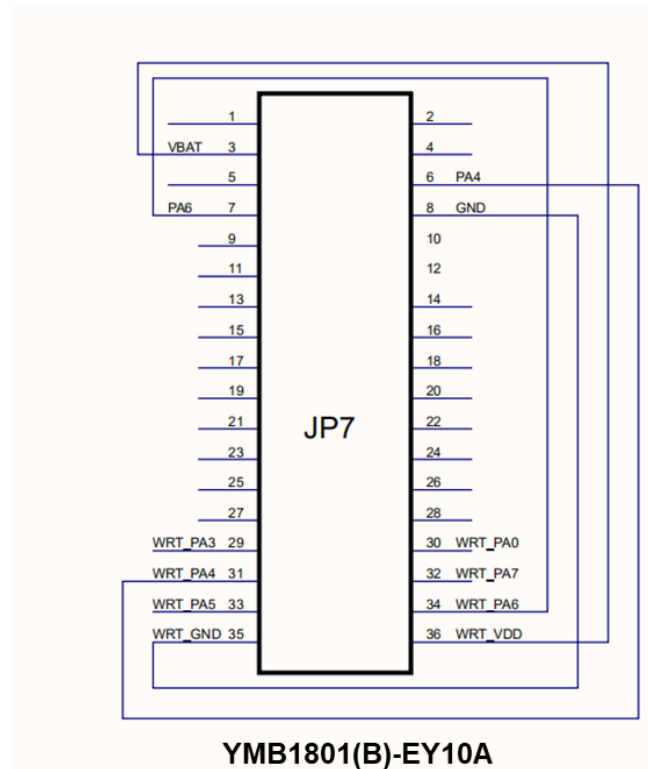 1 2
VBAT 3 4
5 6 PA4
PA6 7 8 GND
9 10
11 12
13 14
15 16
17 18
19 20
21 22
JP7
23 24
25 26
27 28
WRT_PA3 29 30 WRT_PA0
WRT_PA4 31 32 WRT_PA7
WRT_PA5 33 34 WRT_PA6
WRT_GND 35 36 WRT_VDD
YMB1801(B)-EY10A